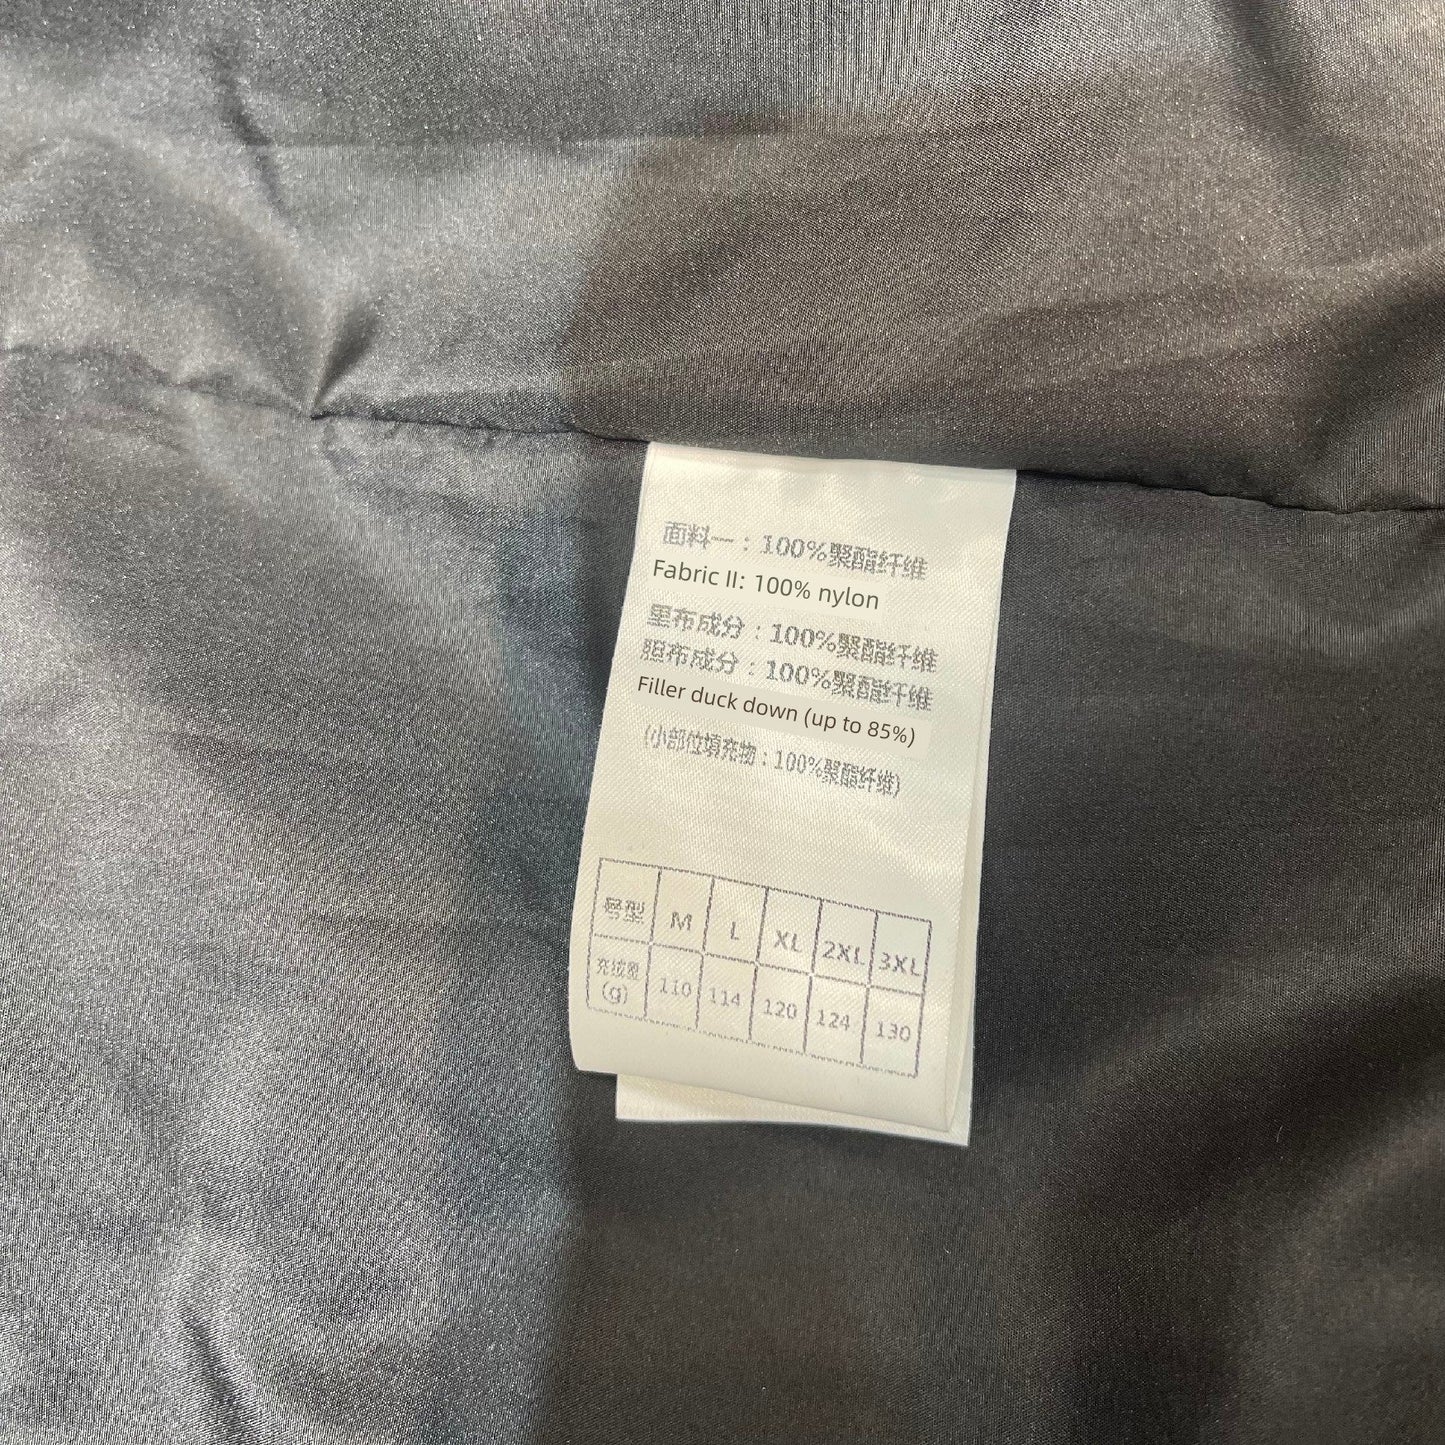 面料一：100%聚酯纤维
Fabric II: 100% nylon
里布成分：100%聚酯纤维
胆布成分：100%聚酯纤维
Filler duck down (up to 85%)
(小部位填充物：100%聚酯纤维)
号型 M L XL 2XL 3XL
充绒量(g) 110 114 120 124 130